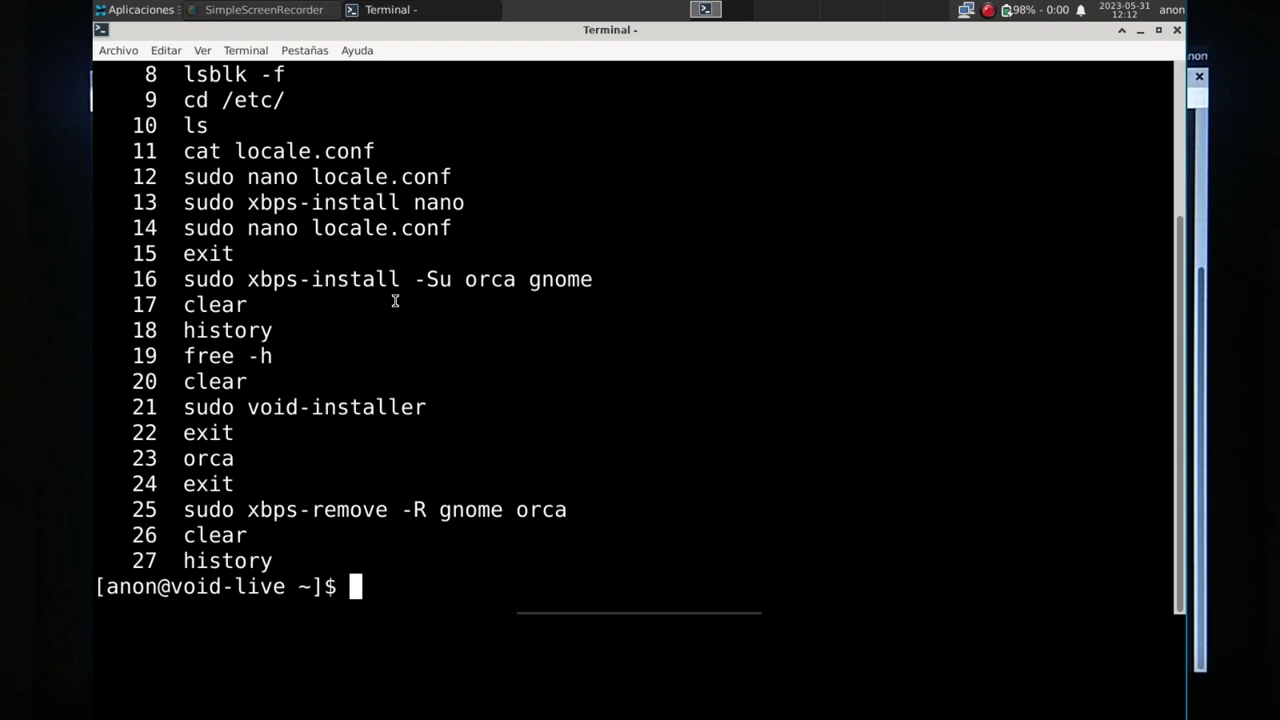 Aplicaciones SimpleScreenRecorder Terminal - 98% - 0:00 2023-05-31 12:12 anon
Terminal -
Archivo Editar Ver Terminal Pestañas Ayuda
non
8 lsblk -f
9 cd /etc/
10 ls
11 cat locale.conf
12 sudo nano locale.conf
13 sudo xbps-install nano
14 sudo nano locale.conf
15 exit
16 sudo xbps-install -Su orca gnome
17 clear
18 history
19 free -h
20 clear
21 sudo void-installer
22 exit
23 orca
24 exit
25 sudo xbps-remove -R gnome orca
26 clear
27 history
[anon@void-live ~]$